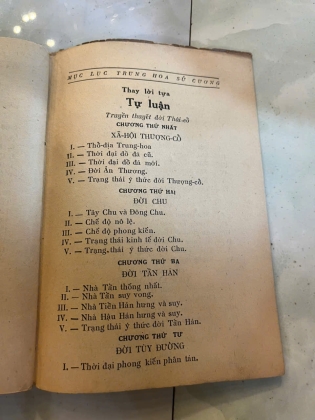 MỤC LỤC TRUNG HOA SỬ CƯƠNG
Thay lời tựa
Tự luận
Truyền thuyết đời Thái-cổ
CHƯƠNG THỨ NHẤT
XÃ-HỘI THƯỢNG-CỔ
I. — Thổ-địa Trung-hoa
II. — Thời đại đồ đá cũ.
III. — Thời đại đồ đá mới.
IV. — Đời Ân Thương.
V. — Trạng thái ý thức đời Thượng-cổ.
CHƯƠNG THỨ HAI
ĐỜI CHU
I. — Tây Chu và Đông Chu.
II. — Chế độ nô lệ.
III. — Chế độ phong kiến.
IV. — Trạng thái kinh tế đời Chu.
V. — Trạng thái ý thức đời Chu.
CHƯƠNG THỨ BA
ĐỜI TẦN HÁN
I. — Nhà Tần thống nhất.
II. — Nhà Tần suy vong.
III. — Nhà Tiền Hán hưng và suy.
IV. — Nhà Hậu Hán hưng và suy.
V. — Trạng thái ý thức đời Tần Hán.
CHƯƠNG THỨ TƯ
ĐỜI TÙY ĐƯỜNG
I. — Thời đại phong kiến phân tán.